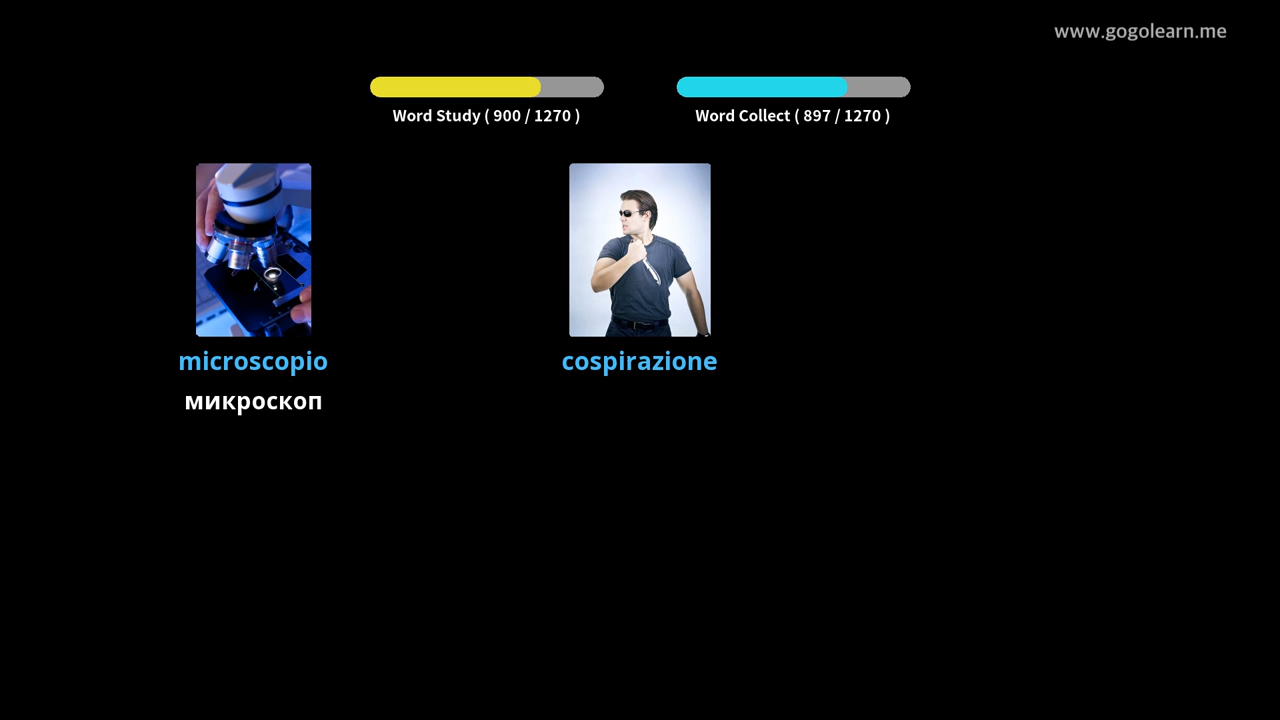 www.gogolearn.me
Word Study ( 900 / 1270 )
Word Collect ( 897 / 1270 )
microscopio
микроскоп
cospirazione